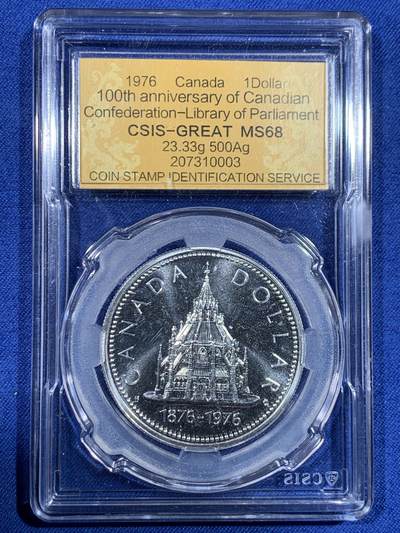 1976 Canada 1Dollar
100th anniversary of Canadian
Confederation-Library of Parliament
CSIS-GREAT MS68
23.33g 500Ag
207310003
COIN STAMP IDENTIFICATION SERVICE
CANADA DOLLAR
1876-1976
CSIS